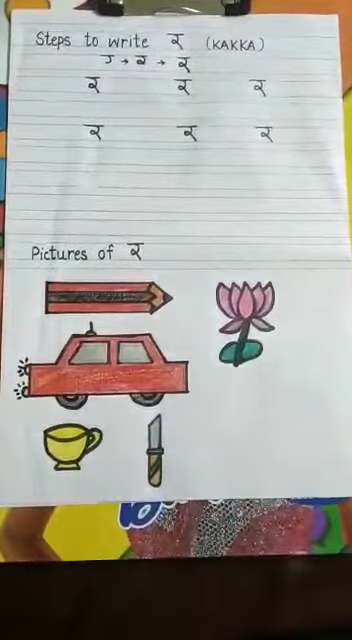 Steps to write ਕ (KAKKA)
→ → ਕ
ਕ ਕ ਕ
ਕ ਕ ਕ
Pictures of ਕ